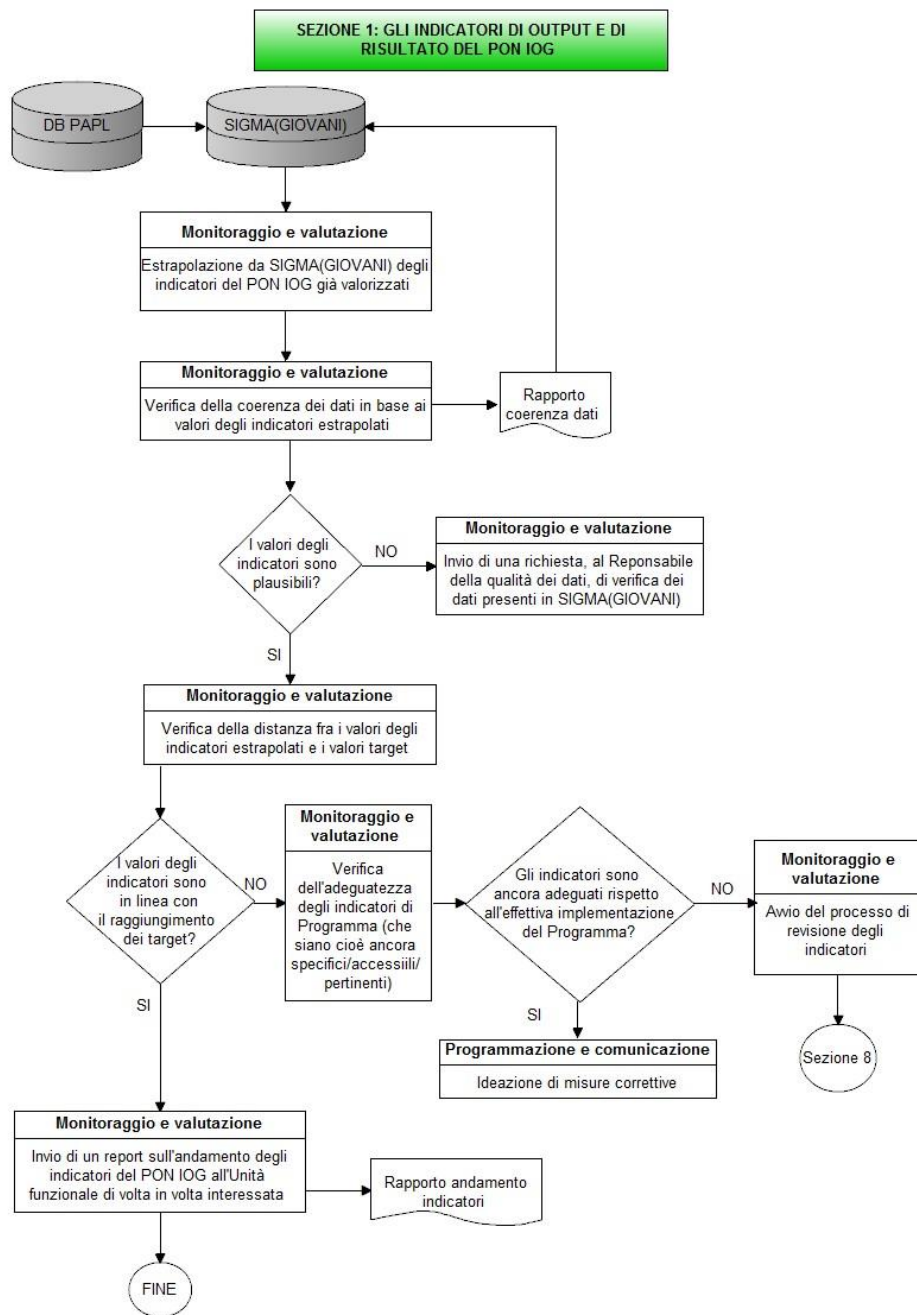 SEZIONE 1: GLI INDICATORI DI OUTPUT E DI
RISULTATO DEL PON IOG
DB PAPL
SIGMA(GIOVANI)
Monitoraggio e valutazione
Estrapolazione da SIGMA(GIOVANI) degli
indicatori del PON IOG già valorizzati
Monitoraggio e valutazione
Verifica della coerenza dei dati in base ai
valori degli indicatori estrapolati
Rapporto
coerenza dati
I valori degli
indicatori sono
plausibili?
NO
Monitoraggio e valutazione
Invio di una richiesta, al Reponsabile
della qualità dei dati, di verifica dei
dati presenti in SIGMA(GIOVANI)
SI
Monitoraggio e valutazione
Verifica della distanza fra i valori degli
indicatori estrapolati e i valori target
I valori degli
indicatori sono
in linea con
il raggiungimento
dei target?
NO
Monitoraggio e
valutazione
Verifica
dell'adeguatezza
degli indicatori di
Programma (che
siano cioè ancora
specifici/accessiili/
pertinenti)
Gli indicatori sono
ancora adeguati rispetto
all'effettiva implementazione
del Programma?
NO
Monitoraggio e
valutazione
Avvio del processo di
revisione degli
indicatori
SI
SI
Programmazione e comunicazione
Ideazione di misure correttive
Sezione 8
Monitoraggio e valutazione
Invio di un report sull'andamento degli
indicatori del PON IOG all'Unità
funzionale di volta in volta interessata
Rapporto andamento
indicatori
FINE